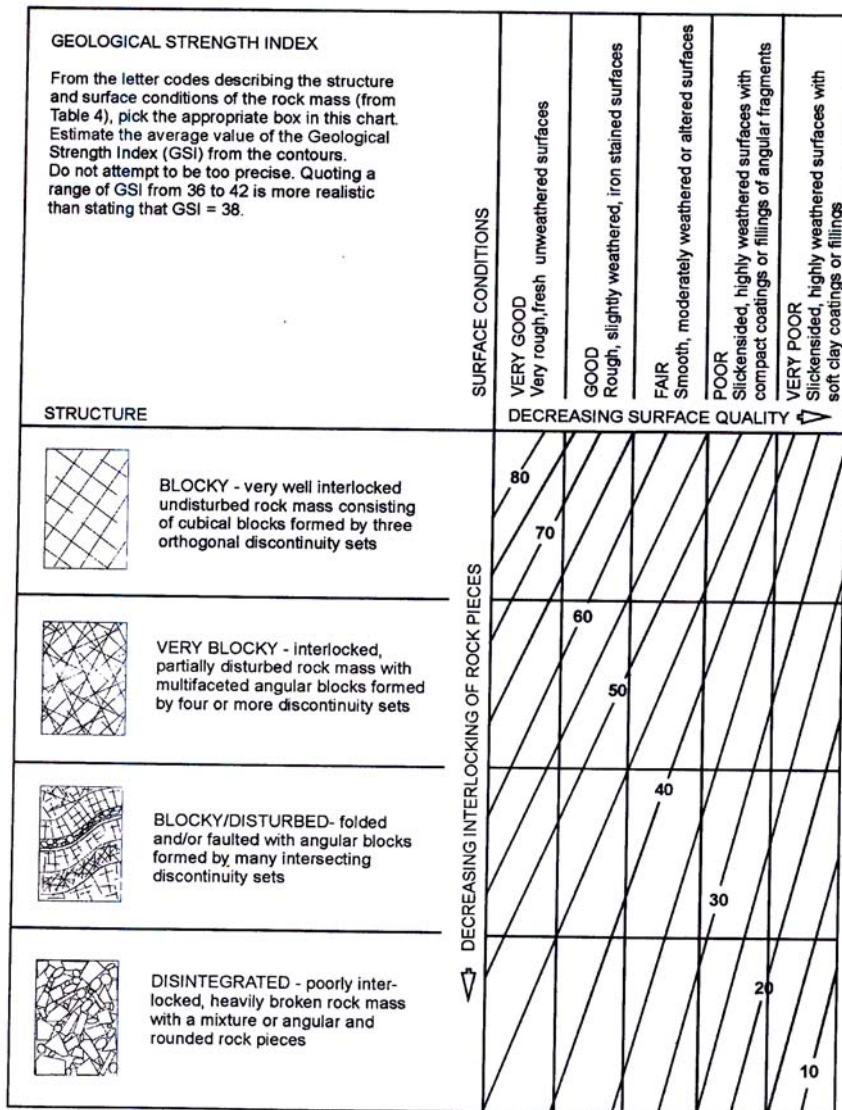 GEOLOGICAL STRENGTH INDEX
From the letter codes describing the structure
and surface conditions of the rock mass (from
Table 4), pick the appropriate box in this chart.
Estimate the average value of the Geological
Strength Index (GSI) from the contours.
Do not attempt to be too precise. Quoting a
range of GSI from 36 to 42 is more realistic
than stating that GSI = 38.
SURFACE CONDITIONS
VERY GOOD
Very rough,fresh unweathered surfaces
GOOD
Rough, slightly weathered, iron stained surfaces
FAIR
Smooth, moderately weathered or altered surfaces
POOR
Slickensided, highly weathered surfaces with
compact coatings or fillings of angular fragments
VERY POOR
Slickensided, highly weathered surfaces with
soft clay coatings or fillings
STRUCTURE
DECREASING SURFACE QUALITY
BLOCKY - very well interlocked
undisturbed rock mass consisting
of cubical blocks formed by three
orthogonal discontinuity sets
VERY BLOCKY - interlocked,
partially disturbed rock mass with
multifaceted angular blocks formed
by four or more discontinuity sets
BLOCKY/DISTURBED- folded
and/or faulted with angular blocks
formed by many intersecting
discontinuity sets
DISINTEGRATED - poorly inter-
locked, heavily broken rock mass
with a mixture or angular and
rounded rock pieces
DECREASING INTERLOCKING OF ROCK PIECES
80
70
60
50
40
30
20
10